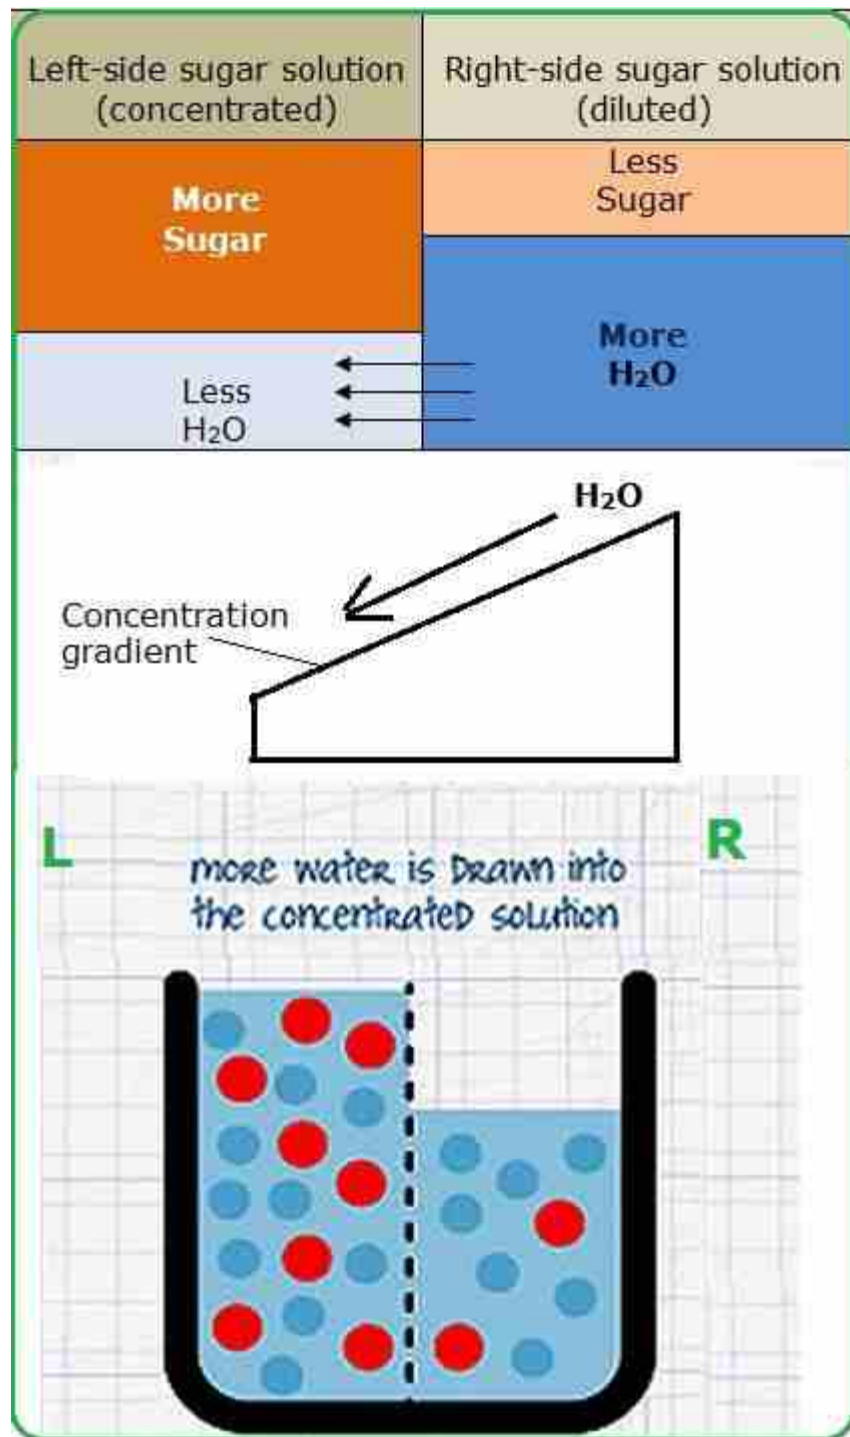 Left-side sugar solution
(concentrated)
Right-side sugar solution
(diluted)
More
Sugar
Less
Sugar
More
H₂O
Less
H₂O
H₂O
Concentration
gradient
L
R
more water is drawn into
the concentrated solution